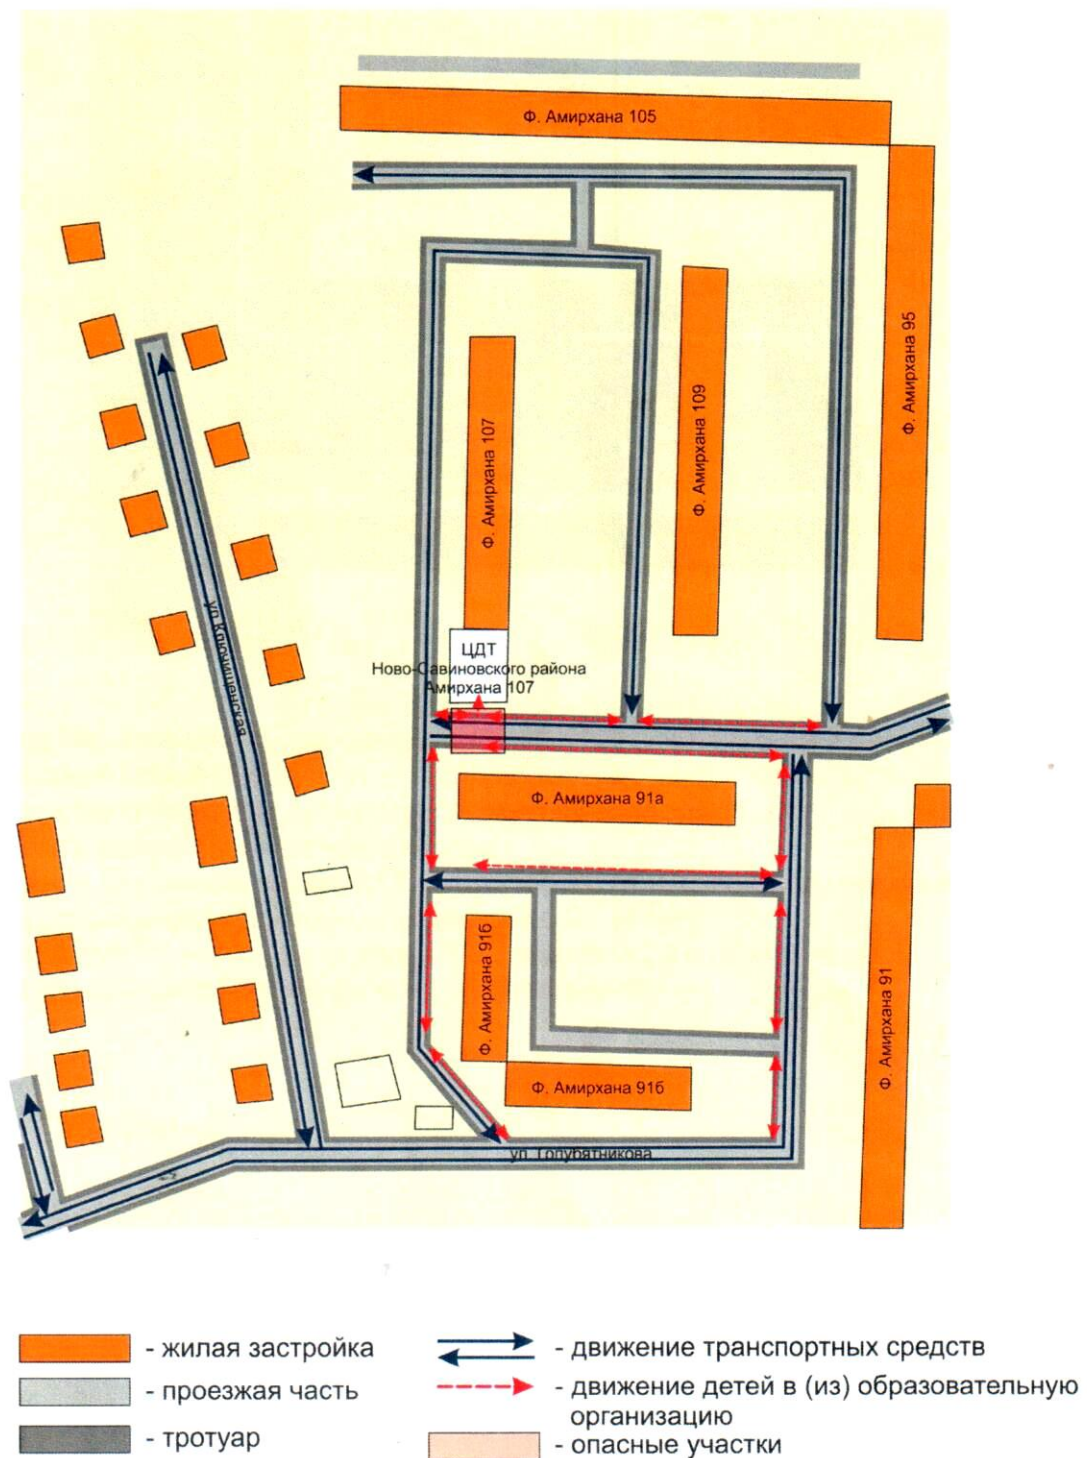 Ф. Амирхана 105
Ф. Амирхана 95
Ф. Амирхана 109
Ф. Амирхана 107
ЦДТ
Ново-Савиновского района
Амирхана 107
ул
Ф. Амирхана 91а
Ф. Амирхана 91б
Ф. Амирхана 91б
Ф. Амирхана 91
ул. Голубятникова
- жилая застройка
- проезжая часть
- тротуар
- движение транспортных средств
- движение детей в (из) образовательную
организацию
- опасные участки